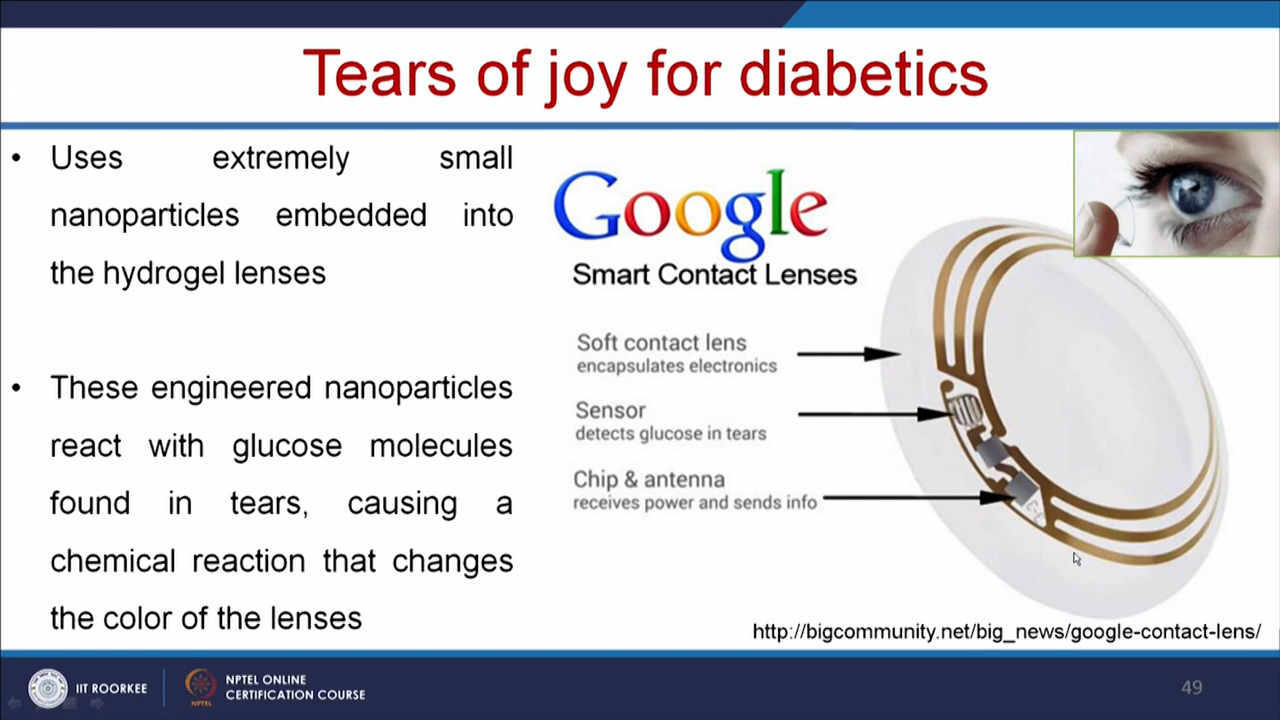 Tears of joy for diabetics
• Uses extremely small
nanoparticles embedded into
the hydrogel lenses
• These engineered nanoparticles
react with glucose molecules
found in tears, causing a
chemical reaction that changes
the color of the lenses
Google
Smart Contact Lenses
Soft contact lens
encapsulates electronics
Sensor
detects glucose in tears
Chip & antenna
receives power and sends info
http://bigcommunity.net/big_news/google-contact-lens/
IIT ROORKEE
NPTEL
NPTEL ONLINE
CERTIFICATION COURSE
49